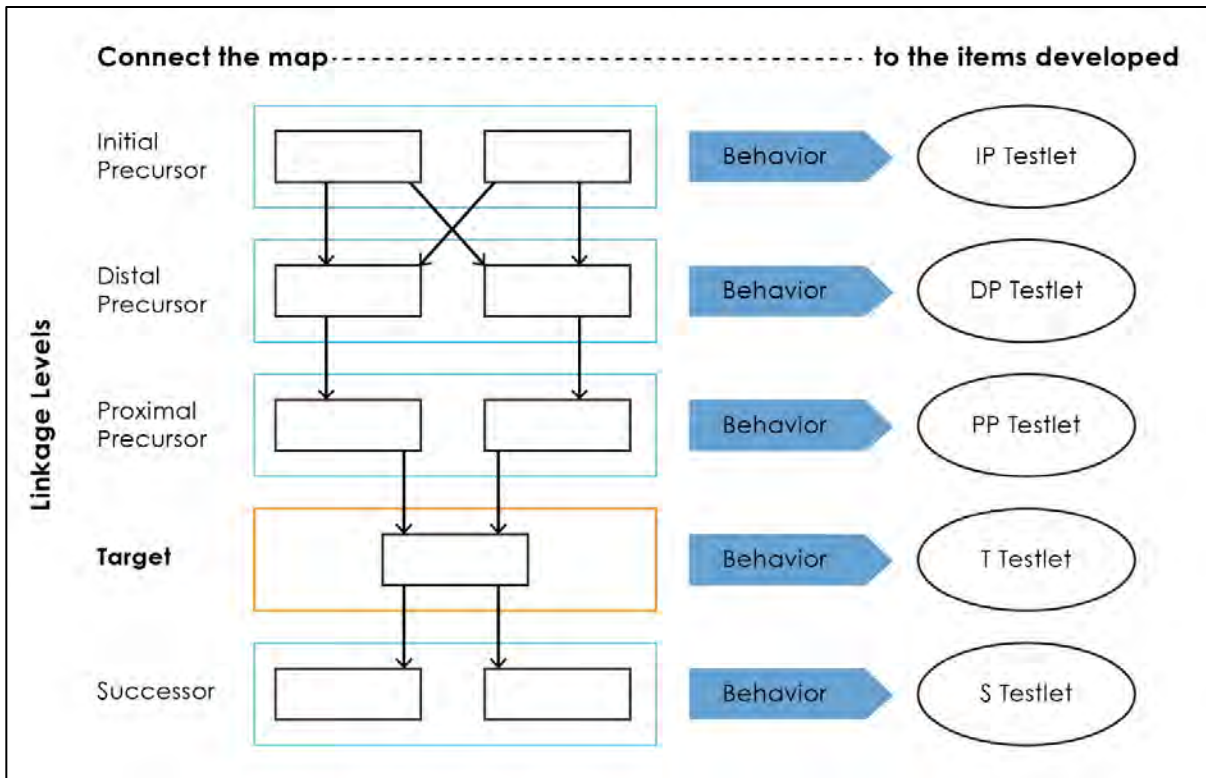 Connect the map
to the items developed
Linkage Levels
Initial
Precursor
Behavior
IP Testlet
Distal
Precursor
Behavior
DP Testlet
Proximal
Precursor
Behavior
PP Testlet
Target
Behavior
T Testlet
Successor
Behavior
S Testlet